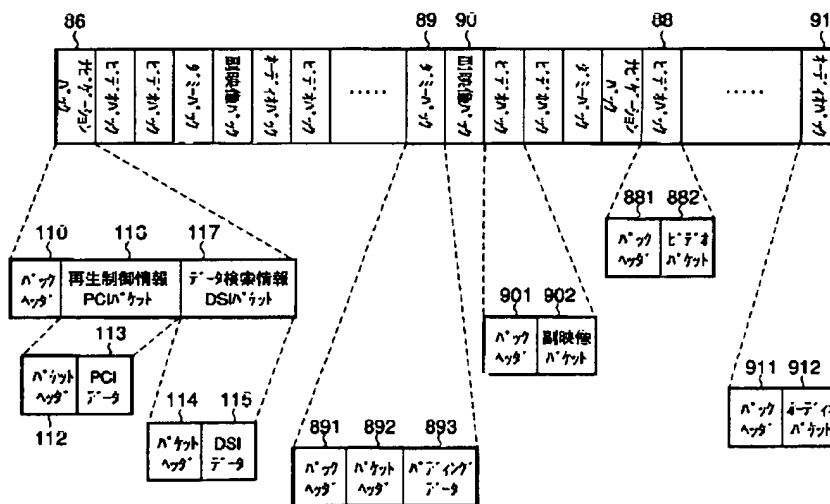 86
89
90
88
91
ナビゲーション
パック
ビデオパック
ビデオパック
ダミーパック
副映像パック
オーディオパック
ビデオパック
.....
ダミーパック
副映像パック
ビデオパック
ビデオパック
ダミーパック
ナビゲーション
パック
ビデオパック
.....
オーディオパック
881
882
パック
ヘッダ
ビデオ
パケット
110
116
117
パック
ヘッダ
再生制御情報
PCIパケット
データ検索情報
DSIパケット
113
パケット
ヘッダ
PCI
データ
112
114
115
パケット
ヘッダ
DSI
データ
901
902
パック
ヘッダ
副映像
パケット
891
892
893
パック
ヘッダ
パケット
ヘッダ
パディング
データ
911
912
パック
ヘッダ
オーディオ
パケット